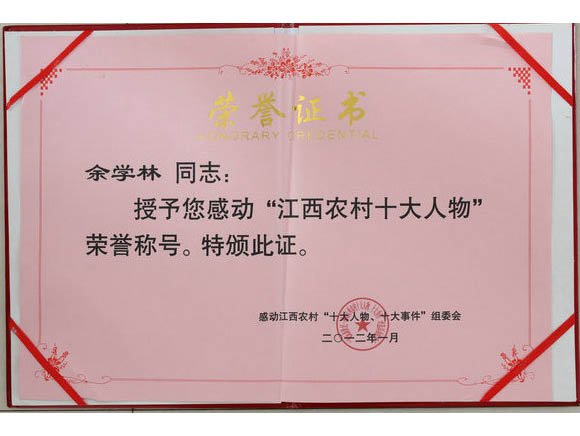 荣誉证书
HONORARY CREDENTIAL
余学林 同志：
授予您感动“江西农村十大人物”
荣誉称号。特颁此证。
感动江西农村“十大人物、十大事件”组委会
二〇一二年一月